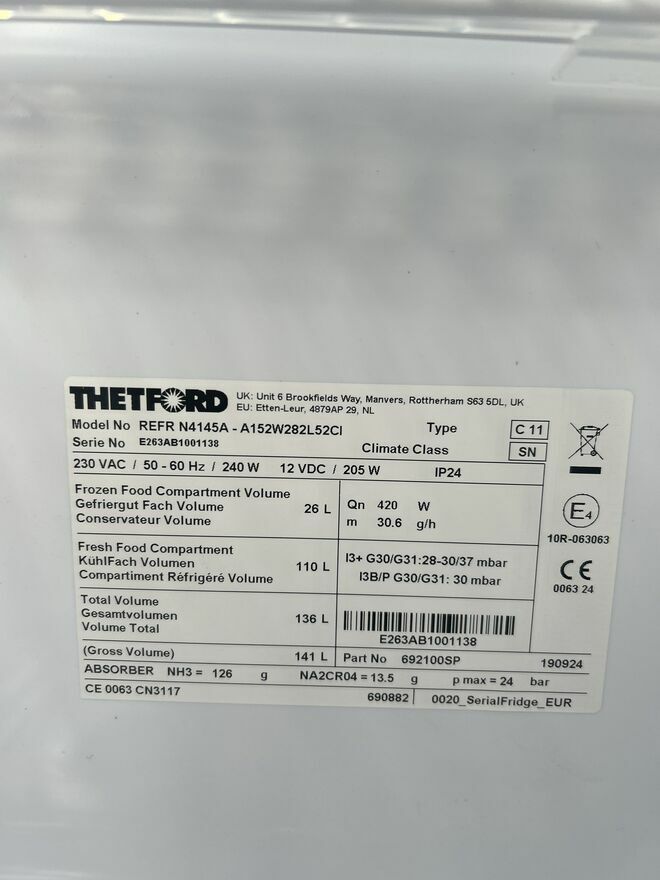 THETFORD
UK: Unit 6 Brookfields Way, Manvers, Rottherham S63 5DL, UK
EU: Etten-Leur, 4879AP 29, NL
Model No REFR N4145A - A152W282L52CI Type C 11
Serie No E263AB1001138 Climate Class SN
230 VAC / 50 - 60 Hz / 240 W 12 VDC / 205 W IP24
Frozen Food Compartment Volume
Gefriergut Fach Volume 26 L
Conservateur Volume
Qn 420 W
m 30.6 g/h
E4
10R-063063
Fresh Food Compartment
KühlFach Volumen 110 L
Compartiment Réfrigéré Volume
I3+ G30/G31:28-30/37 mbar
I3B/P G30/G31: 30 mbar
CE
0063 24
Total Volume
Gesamtvolumen 136 L
Volume Total
E263AB1001138
(Gross Volume) 141 L Part No 692100SP 190924
ABSORBER NH3 = 126 g NA2CR04 = 13.5 g p max = 24 bar
CE 0063 CN3117 690882 0020_SerialFridge_EUR